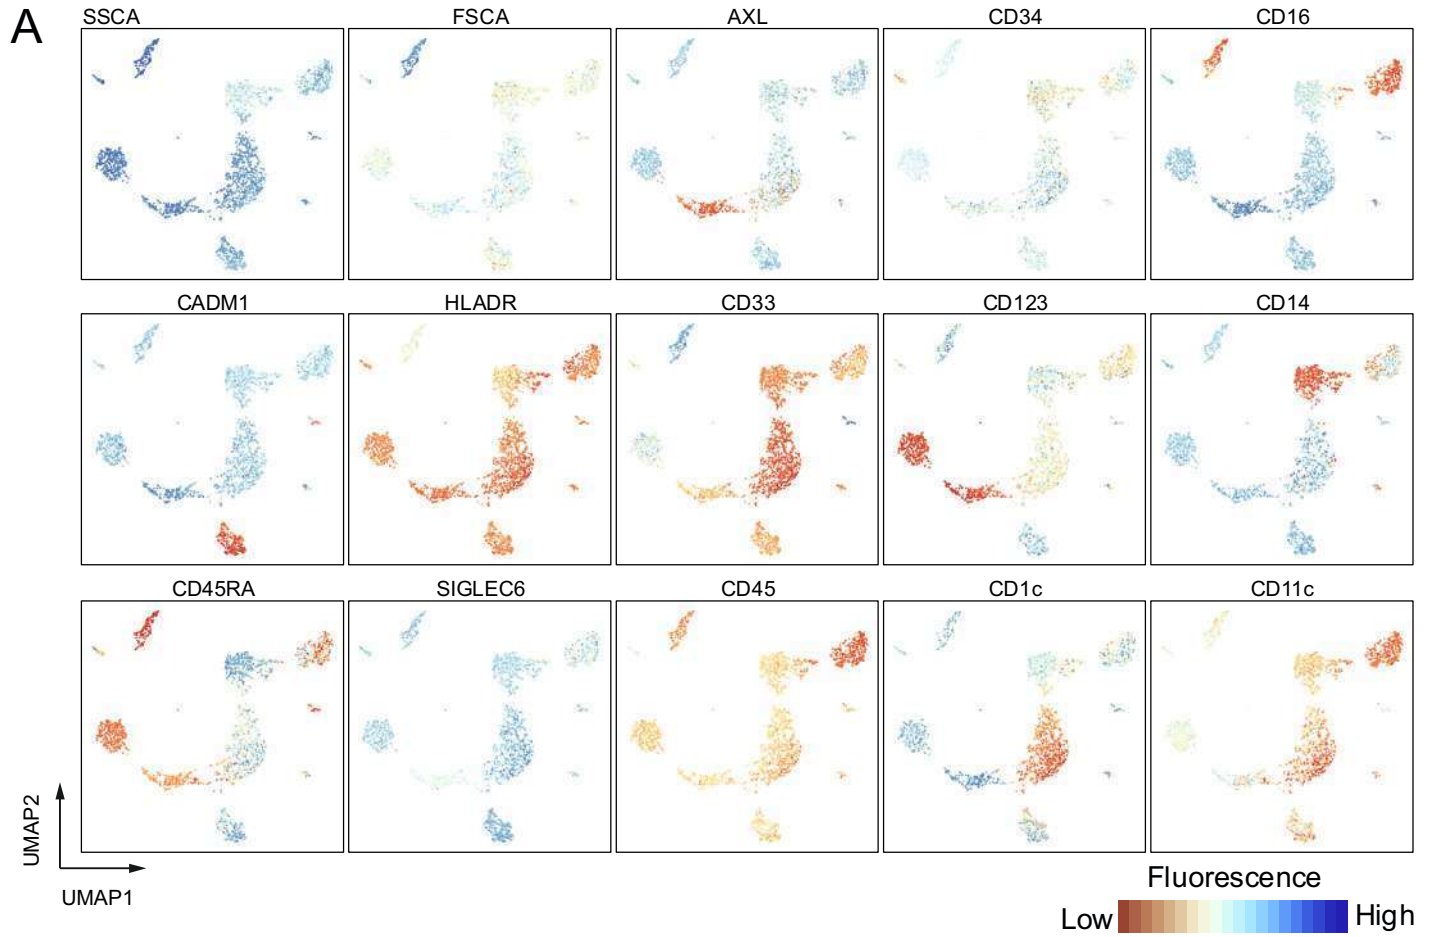 A
SSCA FSCA AXL CD34 CD16
CADM1 HLADR CD33 CD123 CD14
CD45RA SIGLEC6 CD45 CD1c CD11c
UMAP2
UMAP1
Fluorescence
Low High